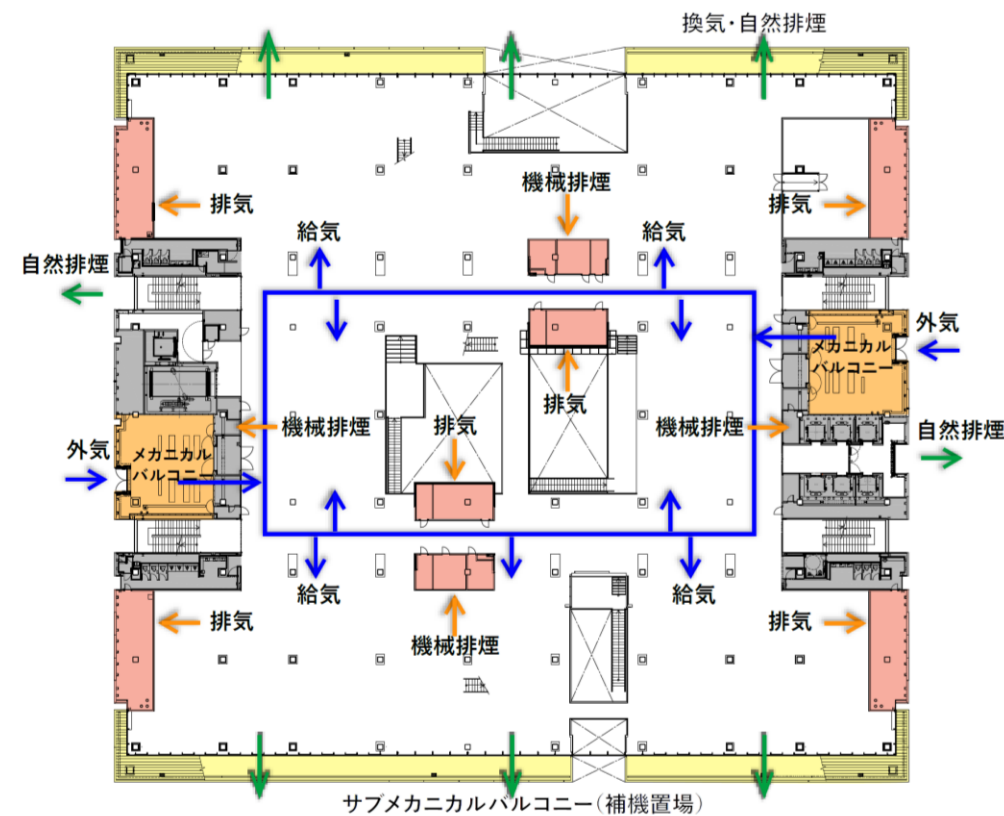 換気・自然排煙
機械排煙
排気
排気
給気
給気
自然排煙
外気
メカニカル
バルコニー
排気
機械排煙
排気
機械排煙
自然排煙
外気
メカニカル
バルコニー
給気
給気
排気
機械排煙
排気
サブメカニカルバルコニー(補機置場)